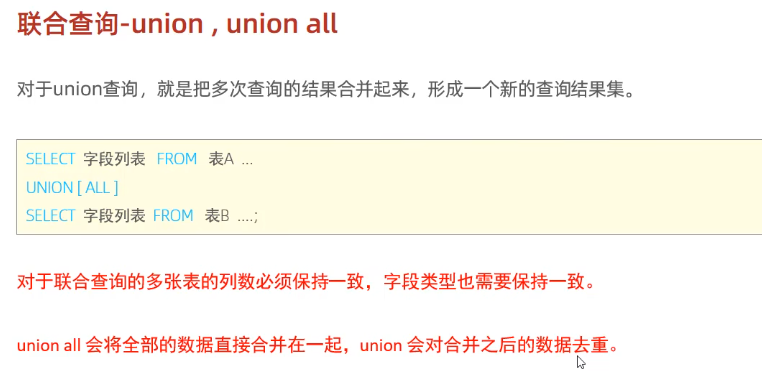 联合查询-union , union all
对于union查询，就是把多次查询的结果合并起来，形成一个新的查询结果集。
SELECT 字段列表 FROM 表A ...
UNION [ ALL ]
SELECT 字段列表 FROM 表B ....;
对于联合查询的多张表的列数必须保持一致，字段类型也需要保持一致。
union all 会将全部的数据直接合并在一起，union 会对合并之后的数据去重。